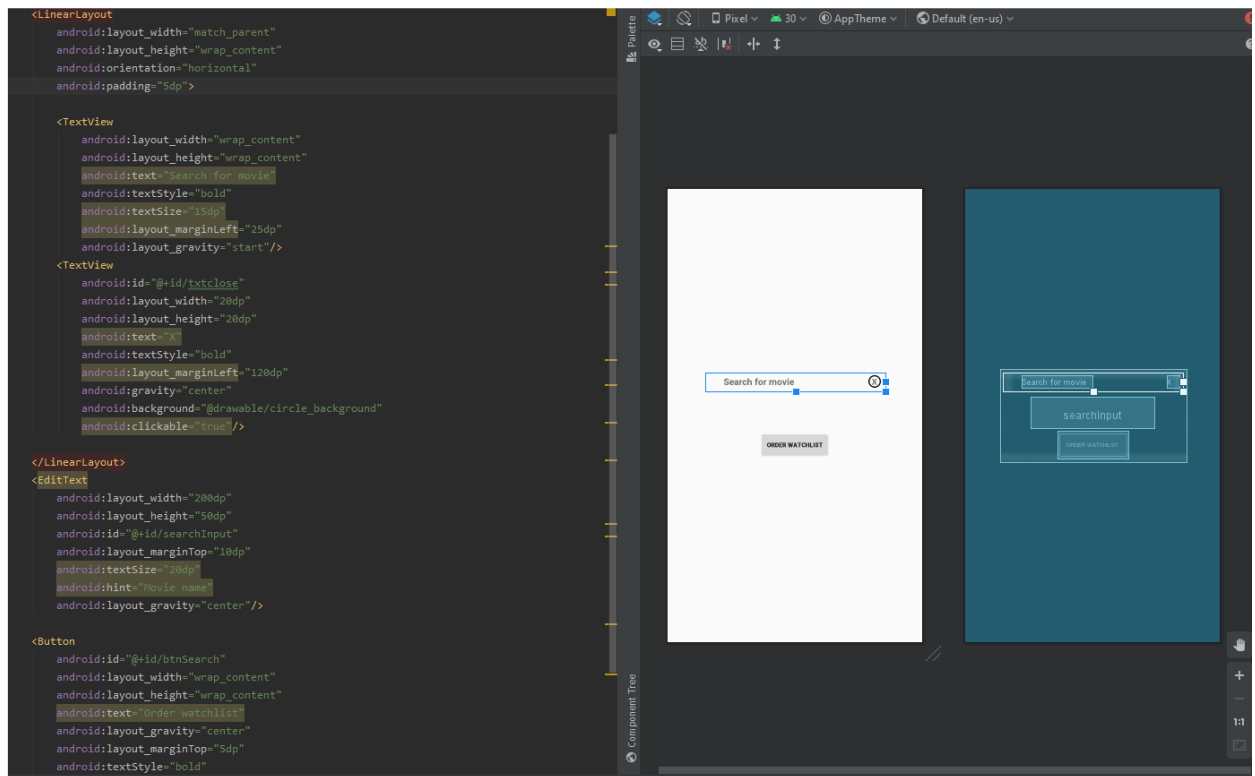 <LinearLayout
android:layout_width="match_parent"
android:layout_height="wrap_content"
android:orientation="horizontal"
android:padding="5dp">
<TextView
android:layout_width="wrap_content"
android:layout_height="wrap_content"
android:text="Search for movie"
android:textStyle="bold"
android:textSize="15dp"
android:layout_marginLeft="25dp"
android:layout_gravity="start"/>
<TextView
android:id="@+id/txtclose"
android:layout_width="20dp"
android:layout_height="20dp"
android:text="X"
android:textStyle="bold"
android:layout_marginLeft="120dp"
android:gravity="center"
android:background="@drawable/circle_background"
android:clickable="true"/>
</LinearLayout>
<EditText
android:layout_width="200dp"
android:layout_height="50dp"
android:id="@+id/searchInput"
android:layout_marginTop="10dp"
android:textSize="20dp"
android:hint="Movie name"
android:layout_gravity="center"/>
<Button
android:id="@+id/btnSearch"
android:layout_width="wrap_content"
android:layout_height="wrap_content"
android:text="Order watchlist"
android:layout_gravity="center"
android:layout_marginTop="5dp"
android:textStyle="bold"
Palette
Component Tree
Pixel 30 AppTheme Default (en-us)
Search for movie X
ORDER WATCHLIST
Search for movie X
searchInput
ORDER WATCHLIST
1:1